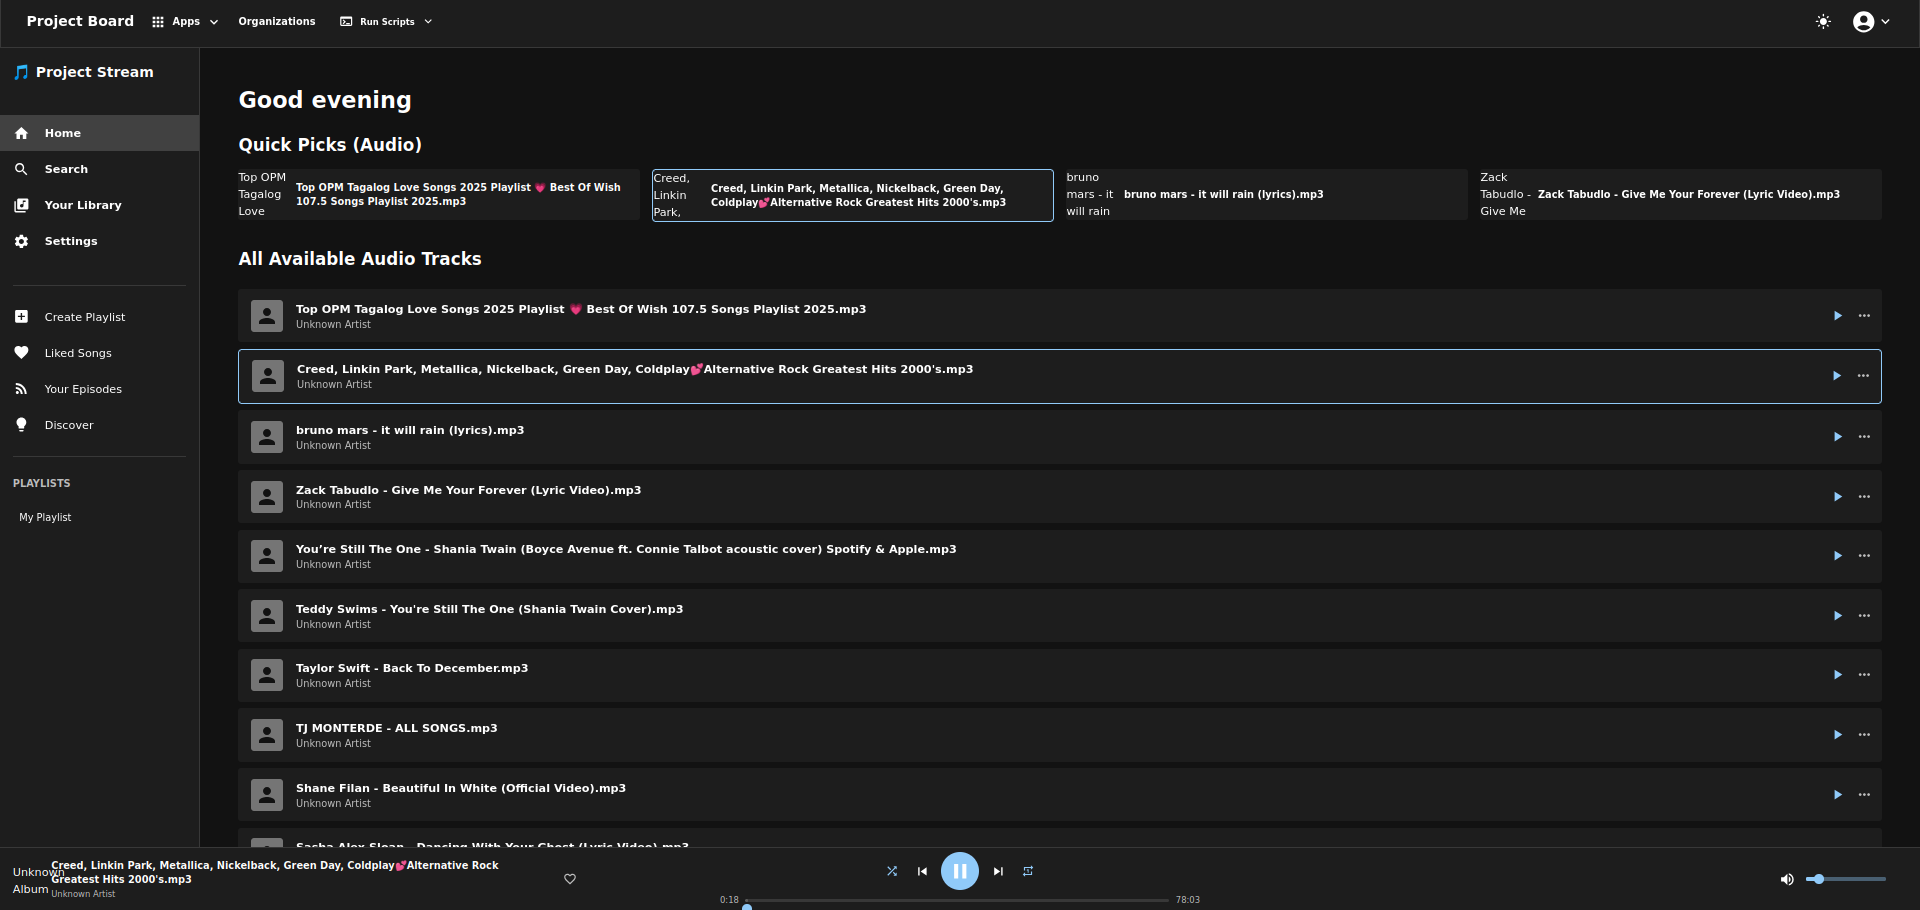 Project Board
Apps
Organizations
Run Scripts
🎵 Project Stream
Home
Search
Your Library
Settings
Create Playlist
Liked Songs
Your Episodes
Discover
PLAYLISTS
My Playlist
Good evening
Quick Picks (Audio)
Top OPM
Tagalog
Love
Top OPM Tagalog Love Songs 2025 Playlist 💗 Best Of Wish
107.5 Songs Playlist 2025.mp3
Creed,
Linkin
Park,
Creed, Linkin Park, Metallica, Nickelback, Green Day,
Coldplay💕Alternative Rock Greatest Hits 2000's.mp3
bruno
mars - it
will rain
bruno mars - it will rain (lyrics).mp3
Zack
Tabudlo -
Give Me
Zack Tabudlo - Give Me Your Forever (Lyric Video).mp3
All Available Audio Tracks
Top OPM Tagalog Love Songs 2025 Playlist 💗 Best Of Wish 107.5 Songs Playlist 2025.mp3
Unknown Artist
Creed, Linkin Park, Metallica, Nickelback, Green Day, Coldplay💕Alternative Rock Greatest Hits 2000's.mp3
Unknown Artist
bruno mars - it will rain (lyrics).mp3
Unknown Artist
Zack Tabudlo - Give Me Your Forever (Lyric Video).mp3
Unknown Artist
You’re Still The One - Shania Twain (Boyce Avenue ft. Connie Talbot acoustic cover) Spotify & Apple.mp3
Unknown Artist
Teddy Swims - You're Still The One (Shania Twain Cover).mp3
Unknown Artist
Taylor Swift - Back To December.mp3
Unknown Artist
TJ MONTERDE - ALL SONGS.mp3
Unknown Artist
Shane Filan - Beautiful In White (Official Video).mp3
Unknown Artist
Sasha Alex Sloan - Dancing With Your Ghost (Lyric Video).mp3
Unknown
Album
Creed, Linkin Park, Metallica, Nickelback, Green Day, Coldplay💕Alternative Rock
Greatest Hits 2000's.mp3
Unknown Artist
0:18
78:03